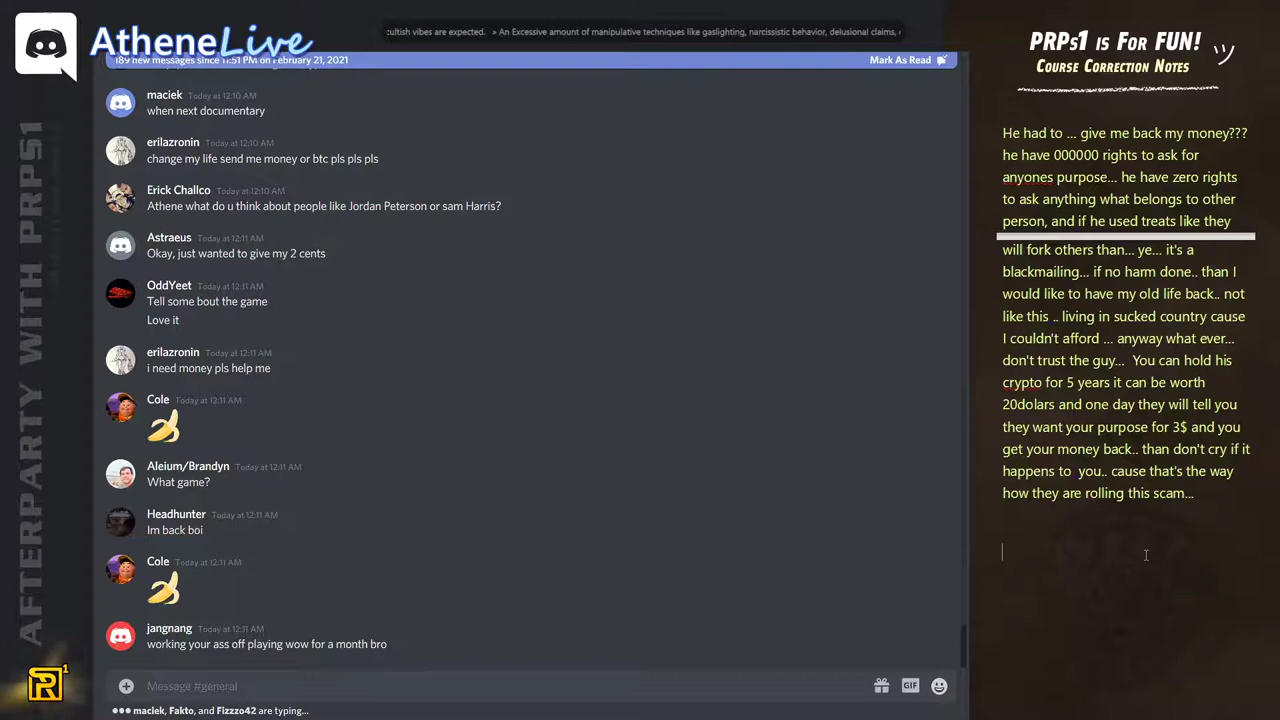 AtheneLive
cultish vibes are expected.   » An Excessive amount of manipulative techniques like gaslighting, narcissistic behavior, delusional claims,
189 new messages since 11:51 PM on February 21, 2021
Mark As Read
maciek Today at 12:10 AM
when next documentary
erilazronin Today at 12:10 AM
change my life send me money or btc pls pls pls
Erick Challco Today at 12:10 AM
Athene what do u think about people like Jordan Peterson or sam Harris?
Astraeus Today at 12:11 AM
Okay, just wanted to give my 2 cents
OddYeet Today at 12:11 AM
Tell some bout the game
Love it
erilazronin Today at 12:11 AM
i need money pls help me
Cole Today at 12:11 AM
Aleium/Brandyn Today at 12:11 AM
What game?
Headhunter Today at 12:11 AM
Im back boi
Cole Today at 12:11 AM
jangnang Today at 12:11 AM
working your ass off playing wow for a month bro
Message #general
GIF
maciek, Fakto, and Fizzzo42 are typing...
AFTERPARTY WITH PRPS1
R1
PRPs1 is For FUN!
Course Correction Notes
ツ
He had to ... give me back my money???
he have 000000 rights to ask for
anyones purpose... he have zero rights
to ask anything what belongs to other
person, and if he used treats like they
will fork others than... ye... it's a
blackmailing... if no harm done.. than I
would like to have my old life back.. not
like this .. living in sucked country cause
I couldn't afford ... anyway what ever...
don't trust the guy...  You can hold his
crypto for 5 years it can be worth
20dolars and one day they will tell you
they want your purpose for 3$ and you
get your money back.. than don't cry if it
happens to  you.. cause that's the way
how they are rolling this scam...